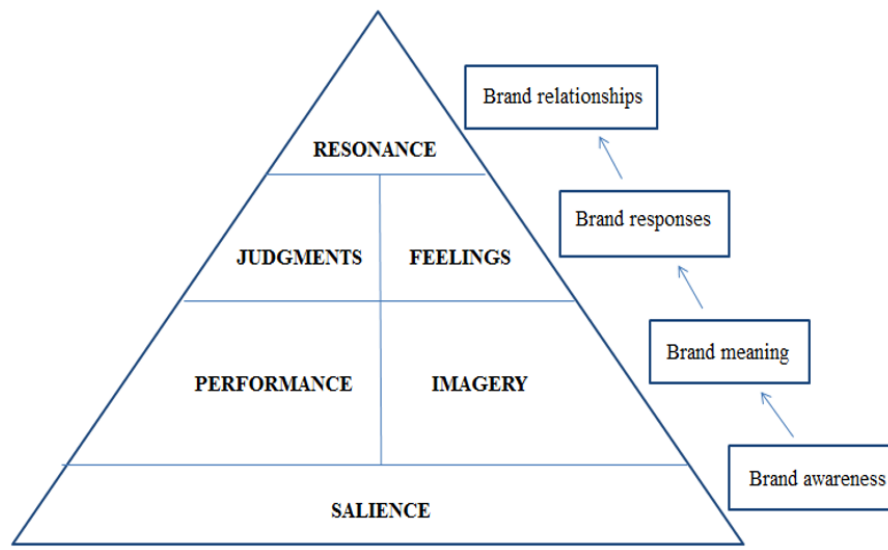 Brand relationships
RESONANCE
Brand responses
JUDGMENTS
FEELINGS
Brand meaning
PERFORMANCE
IMAGERY
Brand awareness
SALIENCE